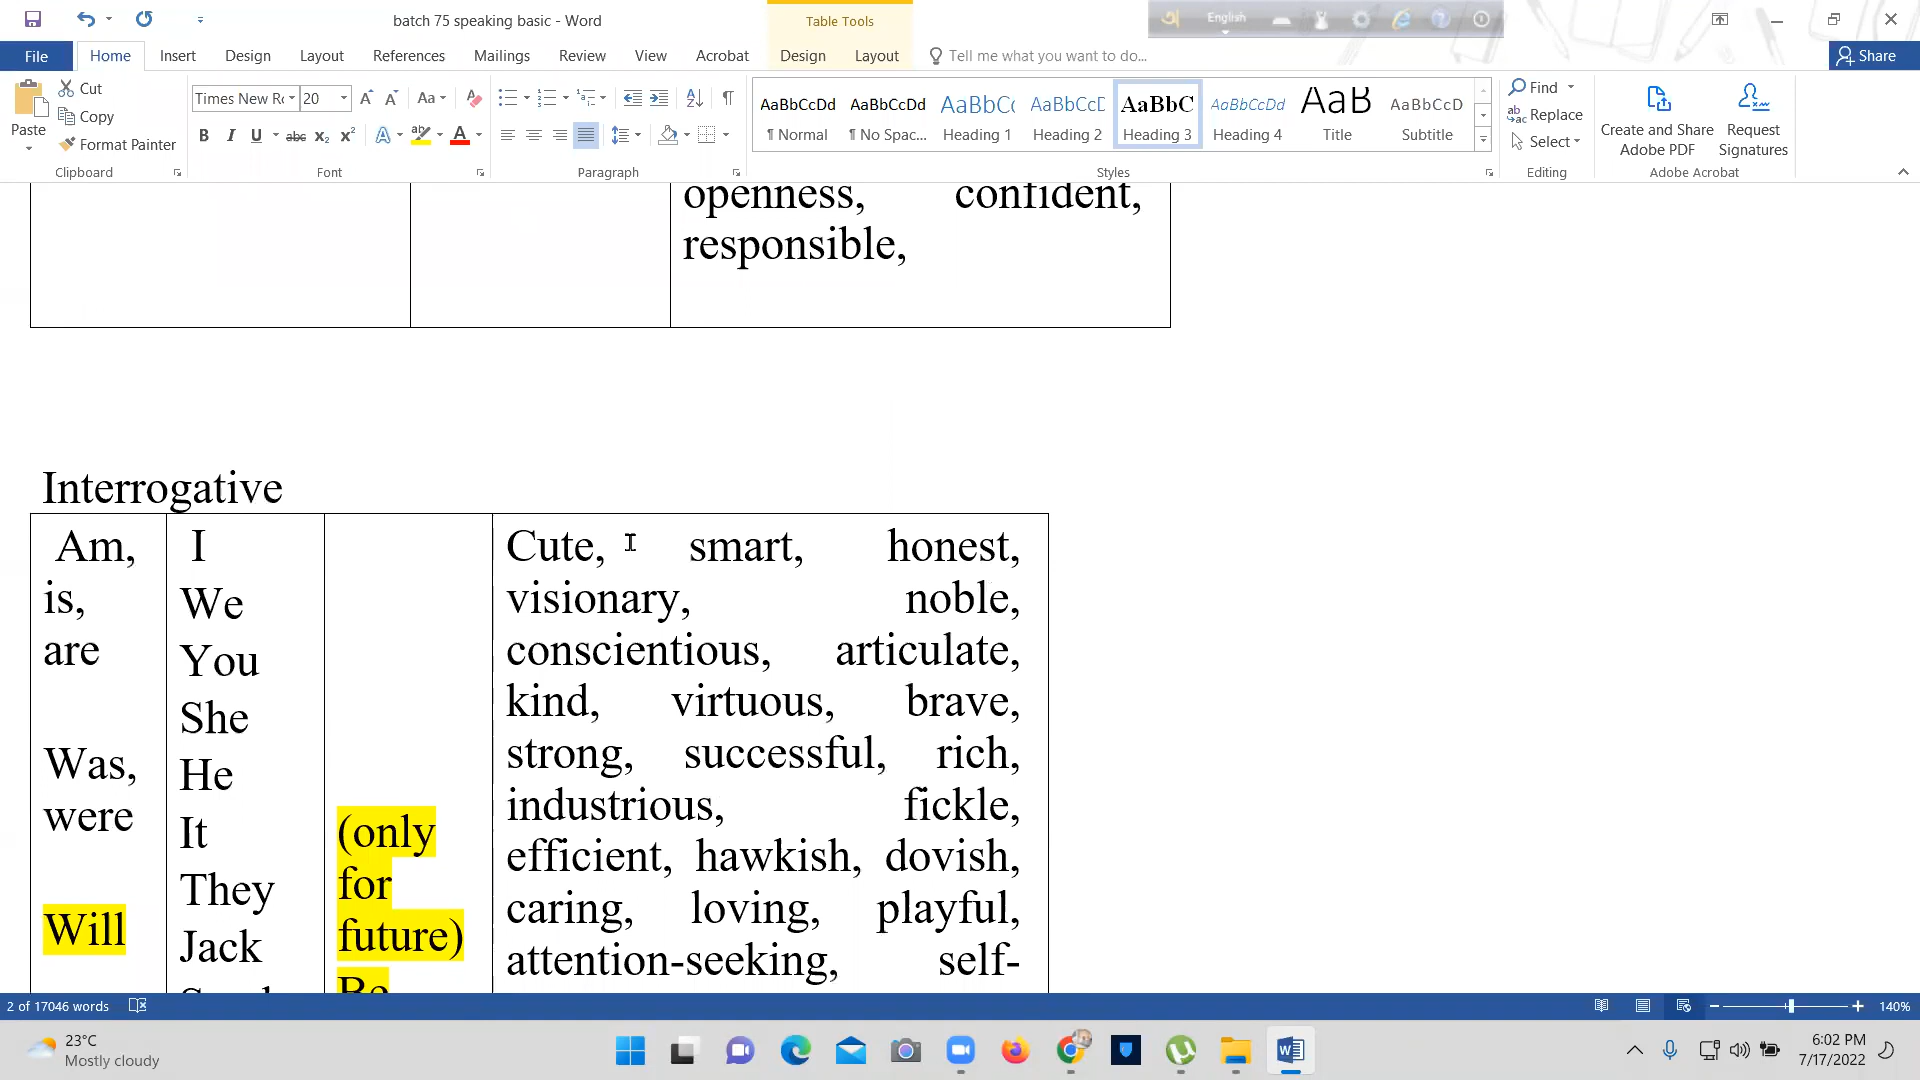 batch 75 speaking basic - Word
Table Tools
English
File Home Insert Design Layout References Mailings Review View Acrobat Design Layout Tell me what you want to do... Share
Paste
Cut
Copy
Format Painter
Clipboard
Times New Ro 20
Font
Paragraph
AaBbCcDd AaBbCcDd AaBbCc AaBbCcD AaBbC AaBbCcDd AaB AaBbCcD
¶ Normal ¶ No Spac... Heading 1 Heading 2 Heading 3 Heading 4 Title Subtitle
Styles
Find
Replace
Select
Editing
Create and Share
Adobe PDF
Request
Signatures
Adobe Acrobat
openness, confident,
responsible,
Interrogative
Am,
is,
are
Was,
were
Will
I
We
You
She
He
It
They
Jack
(only
for
future)
Be
Cute, smart, honest,
visionary, noble,
conscientious, articulate,
kind, virtuous, brave,
strong, successful, rich,
industrious, fickle,
efficient, hawkish, dovish,
caring, loving, playful,
attention-seeking, self-
2 of 17046 words
140%
23°C
Mostly cloudy
6:02 PM
7/17/2022